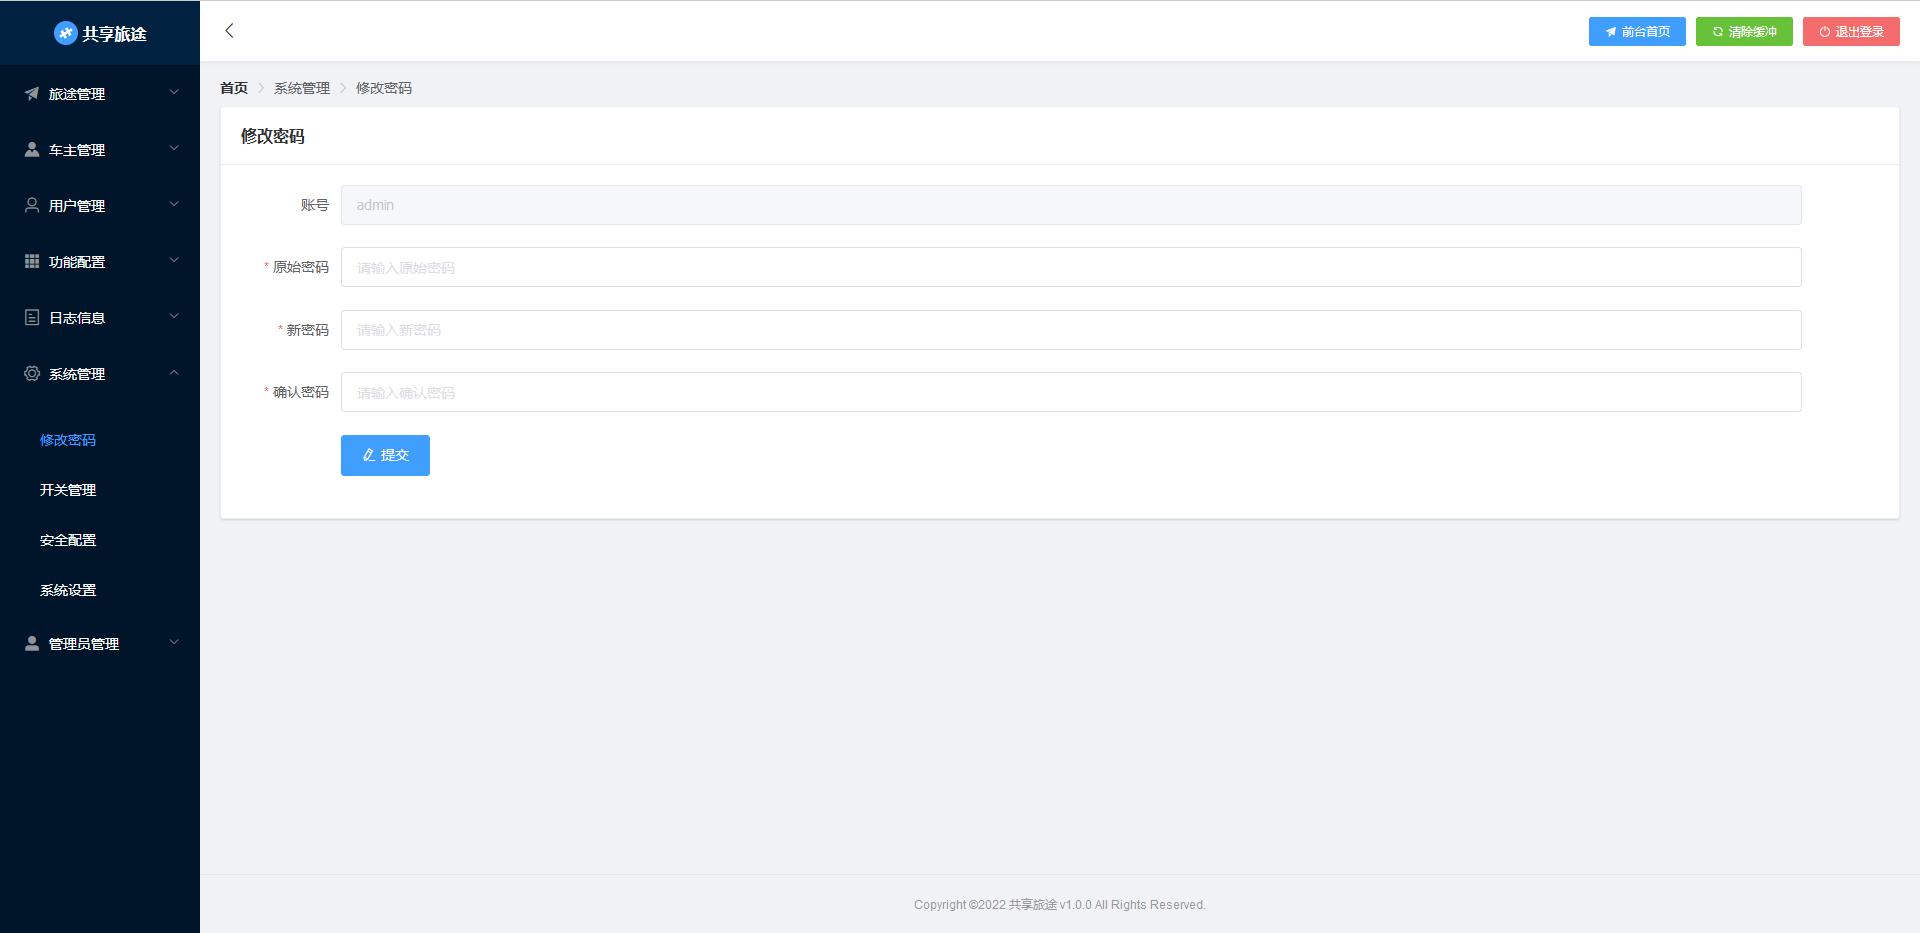 共享旅途
旅途管理
车主管理
用户管理
功能配置
日志信息
系统管理
修改密码
开关管理
安全配置
系统设置
管理员管理
前台首页 清除缓冲 退出登录
首页 系统管理 修改密码
修改密码
账号 admin
* 原始密码 请输入原始密码
* 新密码 请输入新密码
* 确认密码 请输入确认密码
提交
Copyright ©2022 共享旅途 v1.0.0 All Rights Reserved.